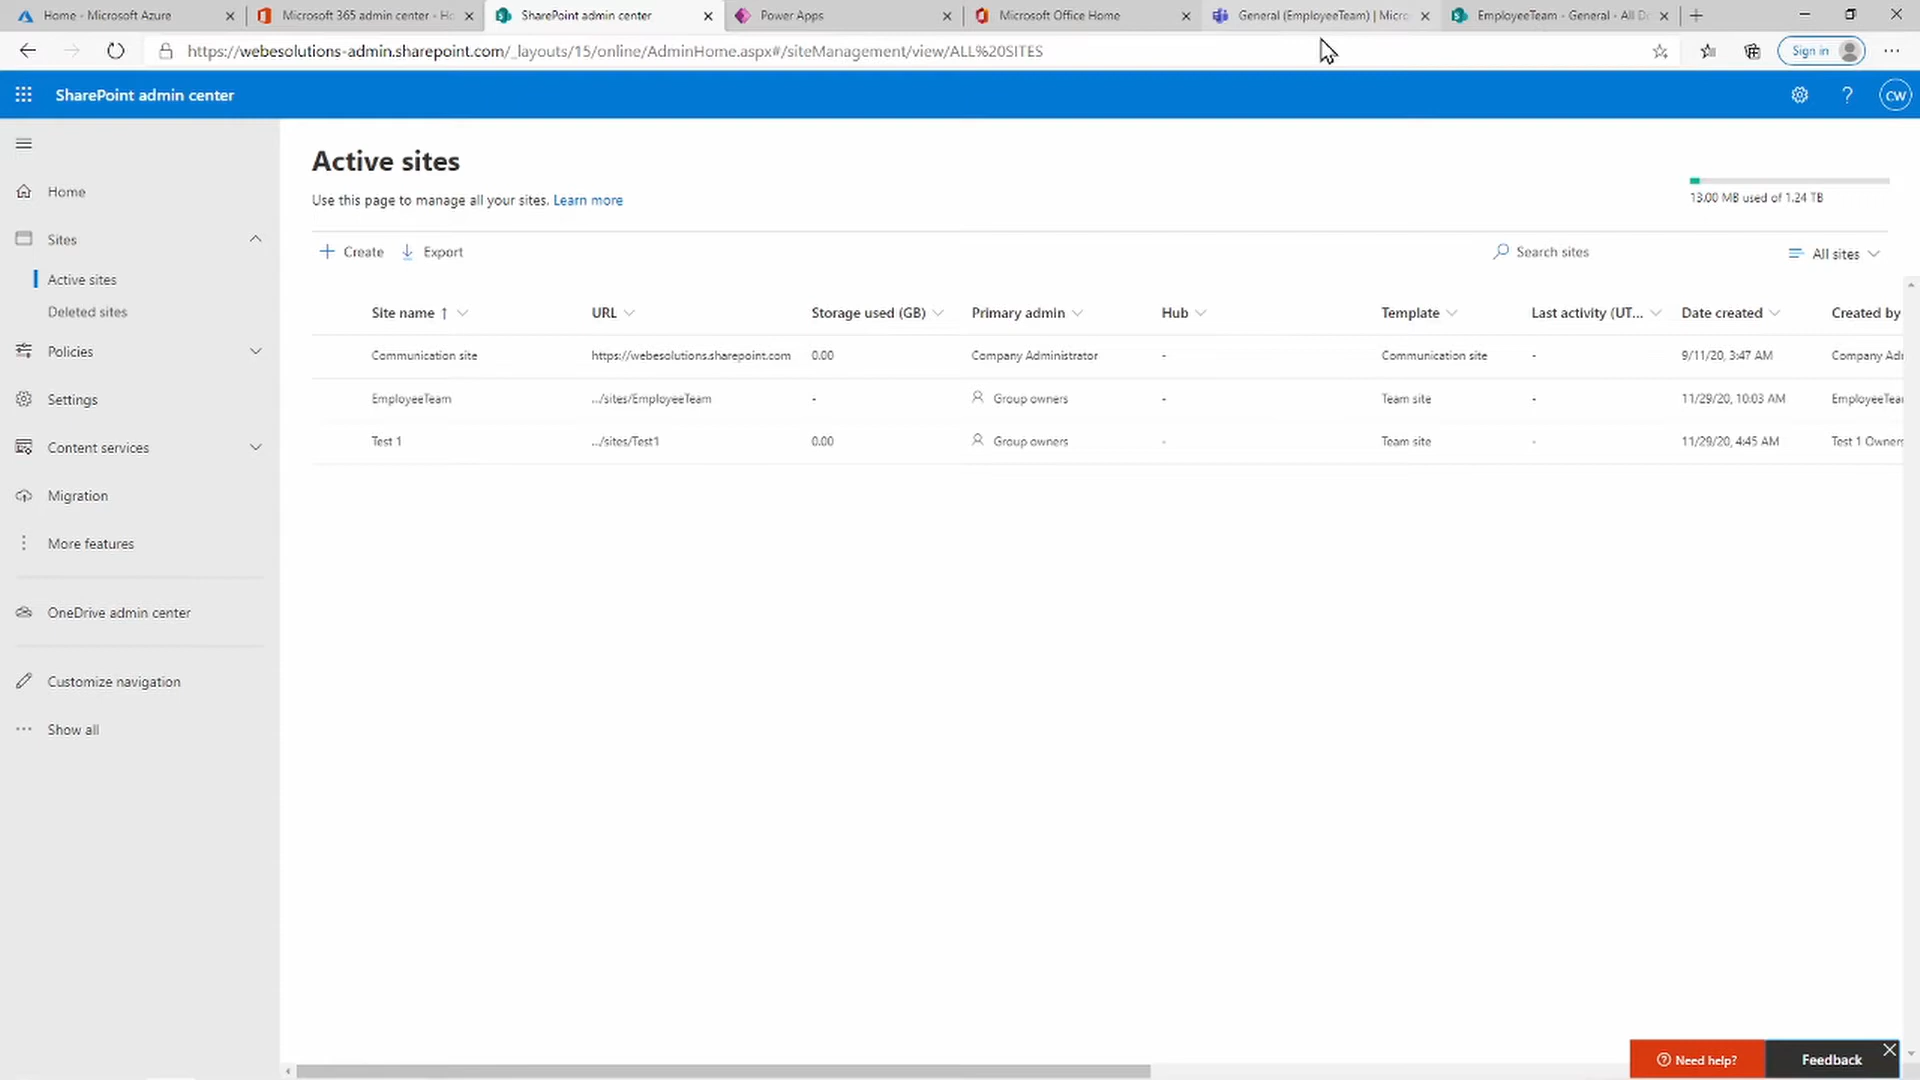 Home - Microsoft Azure
Microsoft 365 admin center - Ho
SharePoint admin center
Power Apps
Microsoft Office Home
General (EmployeeTeam) | Micro
EmployeeTeam - General - All Do
https://webesolutions-admin.sharepoint.com/_layouts/15/online/AdminHome.aspx#/siteManagement/view/ALL%20SITES
Sign in
SharePoint admin center
?
CW
Home
Sites
Active sites
Deleted sites
Policies
Settings
Content services
Migration
More features
OneDrive admin center
Customize navigation
Show all
Active sites
Use this page to manage all your sites. Learn more
13.00 MB used of 1.24 TB
Create Export
Search sites
All sites
Site name ↑ URL Storage used (GB) Primary admin Hub Template Last activity (UT... Date created Created by
Communication site https://webesolutions.sharepoint.com 0.00 Company Administrator - Communication site - 9/11/20, 3:47 AM Company Adr
EmployeeTeam .../sites/EmployeeTeam - Group owners - Team site - 11/29/20, 10:03 AM EmployeeTear
Test 1 .../sites/Test1 0.00 Group owners - Team site - 11/29/20, 4:45 AM Test 1 Owners
Need help?
Feedback